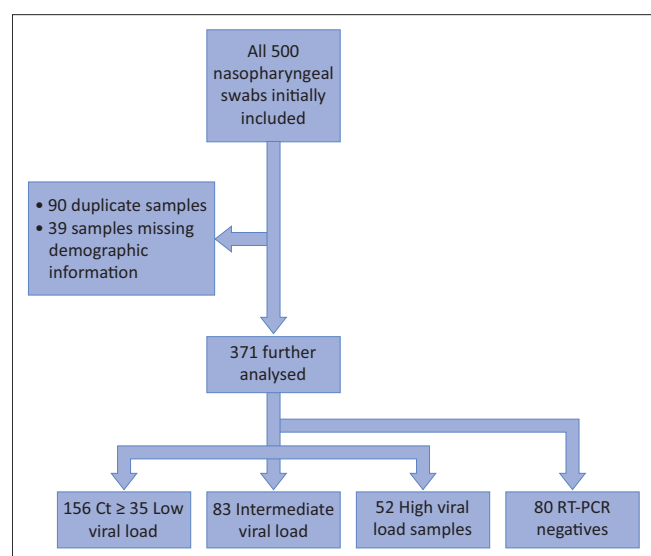 All 500
nasopharyngeal
swabs initially
included
• 90 duplicate samples
• 39 samples missing
demographic
information
371 further
analysed
156 Ct ≥ 35 Low
viral load
83 Intermediate
viral load
52 High viral
load samples
80 RT-PCR
negatives